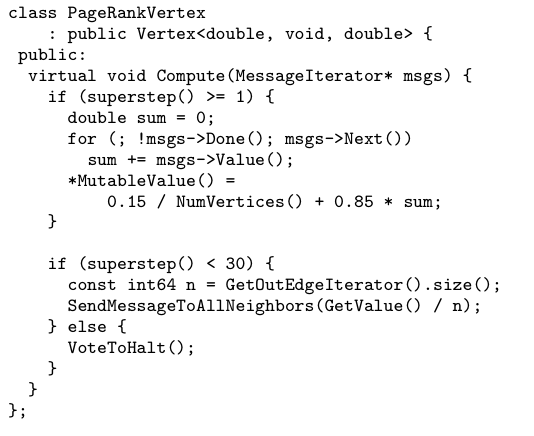 class PageRankVertex
    : public Vertex<double, void, double> {
 public:
  virtual void Compute(MessageIterator* msgs) {
    if (superstep() >= 1) {
      double sum = 0;
      for (; !msgs->Done(); msgs->Next())
        sum += msgs->Value();
      *MutableValue() =
          0.15 / NumVertices() + 0.85 * sum;
    }

    if (superstep() < 30) {
      const int64 n = GetOutEdgeIterator().size();
      SendMessageToAllNeighbors(GetValue() / n);
    } else {
      VoteToHalt();
    }
  }
};